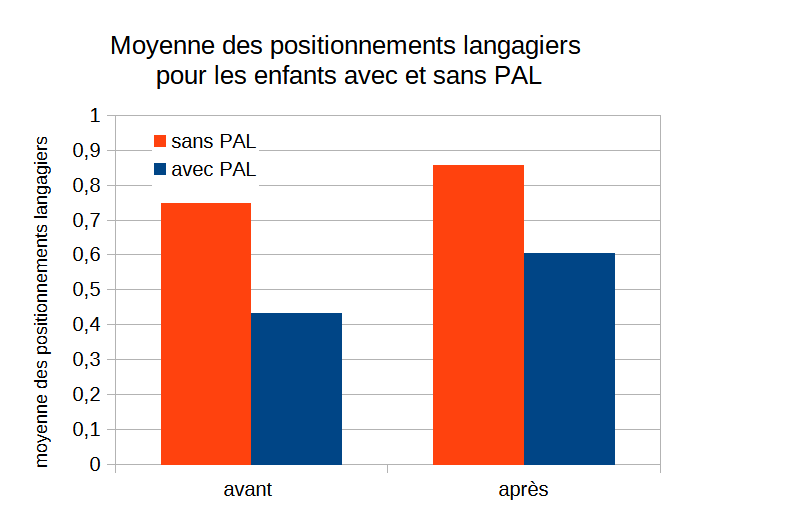 Moyenne des positionnements langagiers
pour les enfants avec et sans PAL
moyenne des positionnements langagiers
1
0,9
0,8
0,7
0,6
0,5
0,4
0,3
0,2
0,1
0
sans PAL
avec PAL
avant
après